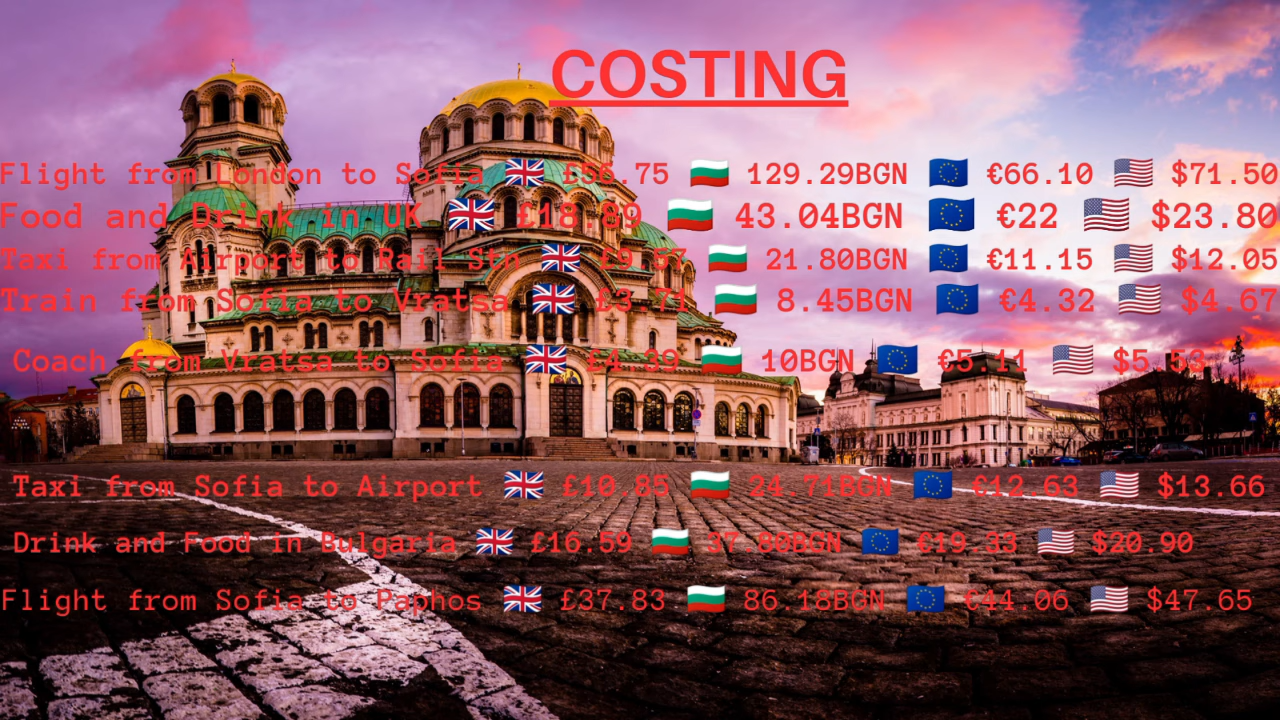 COSTING
Flight from London to Sofia 🇬🇧 £56.75 🇧🇬 129.29BGN 🇪🇺 €66.10 🇺🇸 $71.50
Food and Drink in UK 🇬🇧 £18.89 🇧🇬 43.04BGN 🇪🇺 €22 🇺🇸 $23.80
Taxi from Airport to Rail Stn 🇬🇧 £9.57 🇧🇬 21.80BGN 🇪🇺 €11.15 🇺🇸 $12.05
Train from Sofia to Vratsa 🇬🇧 £3.71 🇧🇬 8.45BGN 🇪🇺 €4.32 🇺🇸 $4.67
Coach from Vratsa to Sofia 🇬🇧 £4.39 🇧🇬 10BGN 🇪🇺 €5.11 🇺🇸 $5.53
Taxi from Sofia to Airport 🇬🇧 £10.85 🇧🇬 24.71BGN 🇪🇺 €12.63 🇺🇸 $13.66
Drink and Food in Bulgaria 🇬🇧 £16.59 🇧🇬 37.80BGN 🇪🇺 €19.33 🇺🇸 $20.90
Flight from Sofia to Paphos 🇬🇧 £37.83 🇧🇬 86.18BGN 🇪🇺 €44.06 🇺🇸 $47.65